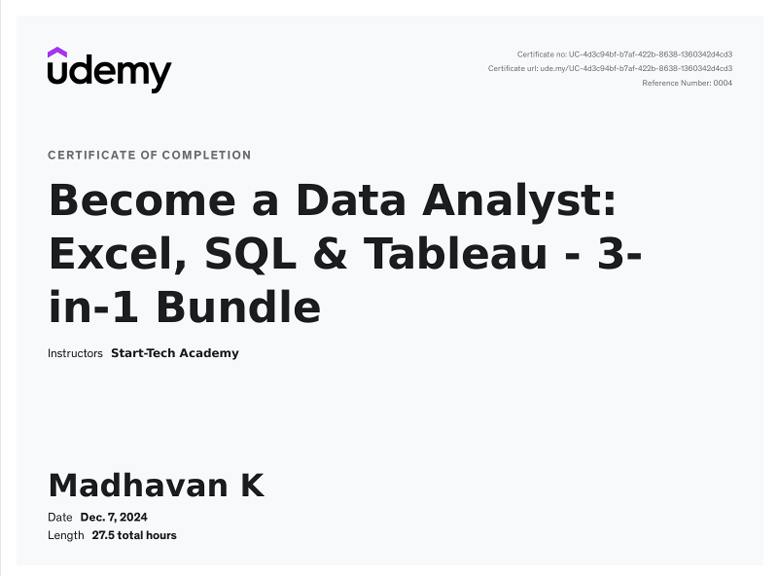 udemy
Certificate no: UC-4d3c94bf-b7af-422b-8638-f360342d4cd3
Certificate url: ude.my/UC-4d3c94bf-b7af-422b-8638-f360342d4cd3
Reference Number: 0004
CERTIFICATE OF COMPLETION
Become a Data Analyst:
Excel, SQL & Tableau - 3-
in-1 Bundle
Instructors Start-Tech Academy
Madhavan K
Date Dec. 7, 2024
Length 27.5 total hours